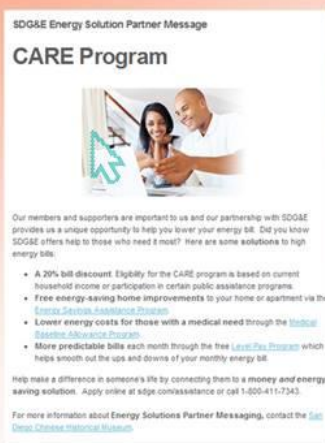 SDG&E Energy Solution Partner Message
CARE Program
Our members and supporters are important to us and our partnership with SDG&E
provides us a unique opportunity to help you lower your energy bill. Did you know
SDG&E offers help to those who need it most? Here are some solutions to high
energy bills.
• A 20% bill discount. Eligibility for the CARE program is based on current
household income or participation in certain public assistance programs.
• Free energy-saving home improvements to your home or apartment via the
Energy Savings Assistance Program.
• Lower energy costs for those with a medical need through the Medical
Baseline Allowance Program.
• More predictable bills each month through the free Level Pay Program which
helps smooth out the ups and downs of your monthly energy bill.
Help make a difference in someone's life by connecting them to a money and energy
saving solution. Apply online at sdge.com/assistance or call 1-800-411-7343.
For more information about Energy Solutions Partner Messaging, contact the San
Diego Chinese Historical Museum.